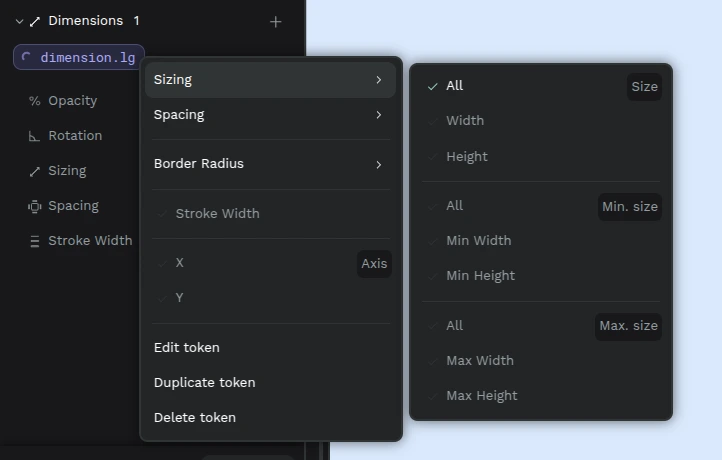 Dimensions 1
dimension.lg
Opacity
Rotation
Sizing
Spacing
Stroke Width
Sizing
Spacing
Border Radius
Stroke Width
X Axis
Y
Edit token
Duplicate token
Delete token
All Size
Width
Height
All Min. size
Min Width
Min Height
All Max. size
Max Width
Max Height